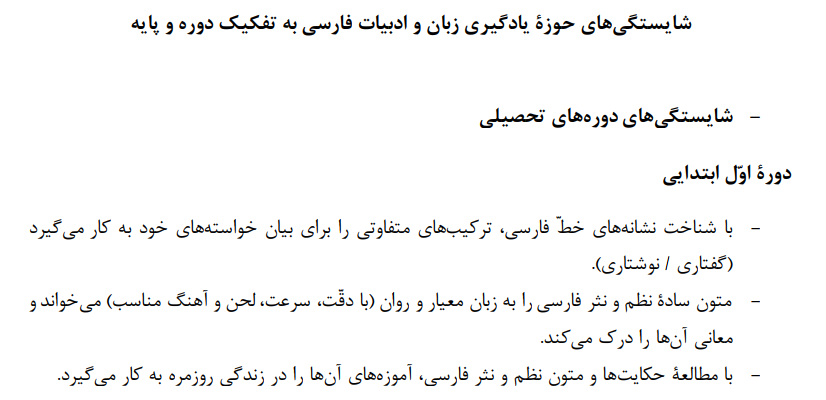 شایستگی‌های حوزۀ یادگیری زبان و ادبیات فارسی به تفکیک دوره و پایه
- شایستگی‌های دوره‌های تحصیلی
دورۀ اوّل ابتدایی
- با شناخت نشانه‌های خطّ فارسی، ترکیب‌های متفاوتی را برای بیان خواسته‌های خود به کار می‌گیرد
(گفتاری / نوشتاری).
- متون سادۀ نظم و نثر فارسی را به زبان معیار و روان (با دقّت، سرعت، لحن و آهنگ مناسب) می‌خواند و
معانی آن‌ها را درک می‌کند.
- با مطالعۀ حکایت‌ها و متون نظم و نثر فارسی، آموزه‌های آن‌ها را در زندگی روزمره به کار می‌گیرد.